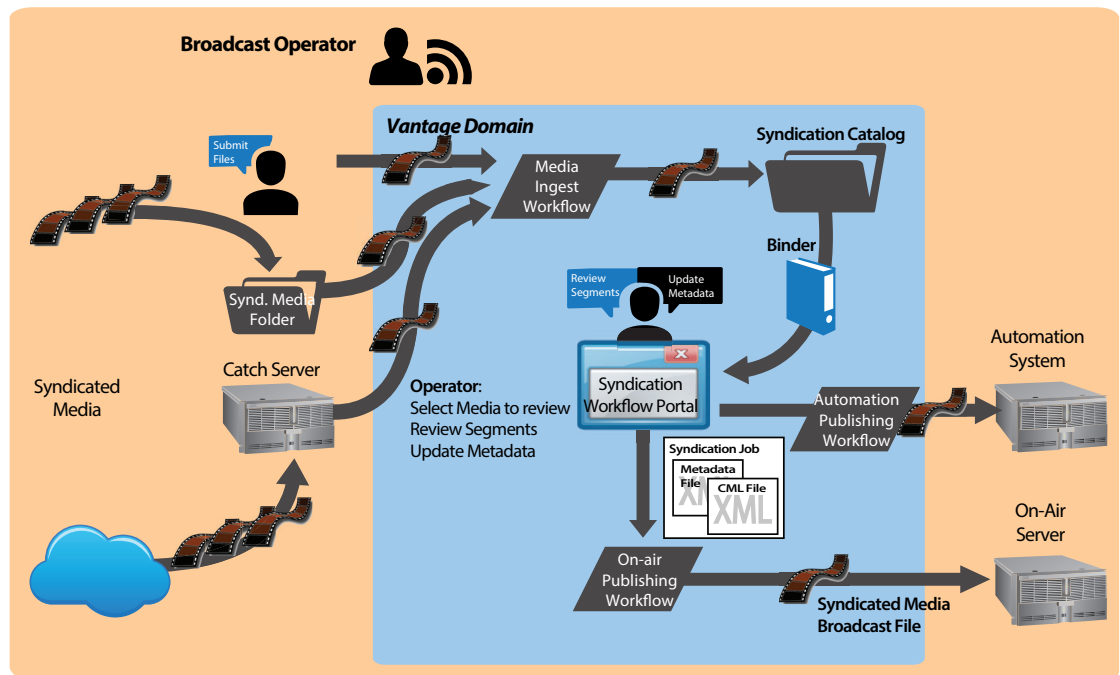 Broadcast Operator
Submit
Files
Vantage Domain
Media
Ingest
Workflow
Syndication Catalog
Binder
Synd. Media
Folder
Review
Segments
Update
Metadata
Syndicated
Media
Catch Server
Operator:
Select Media to review
Review Segments
Update Metadata
Syndication
Workflow Portal
Automation
Publishing
Workflow
Automation
System
Syndication Job
Metadata
File
XML
CML File
XML
On-air
Publishing
Workflow
Syndicated Media
Broadcast File
On-Air
Server